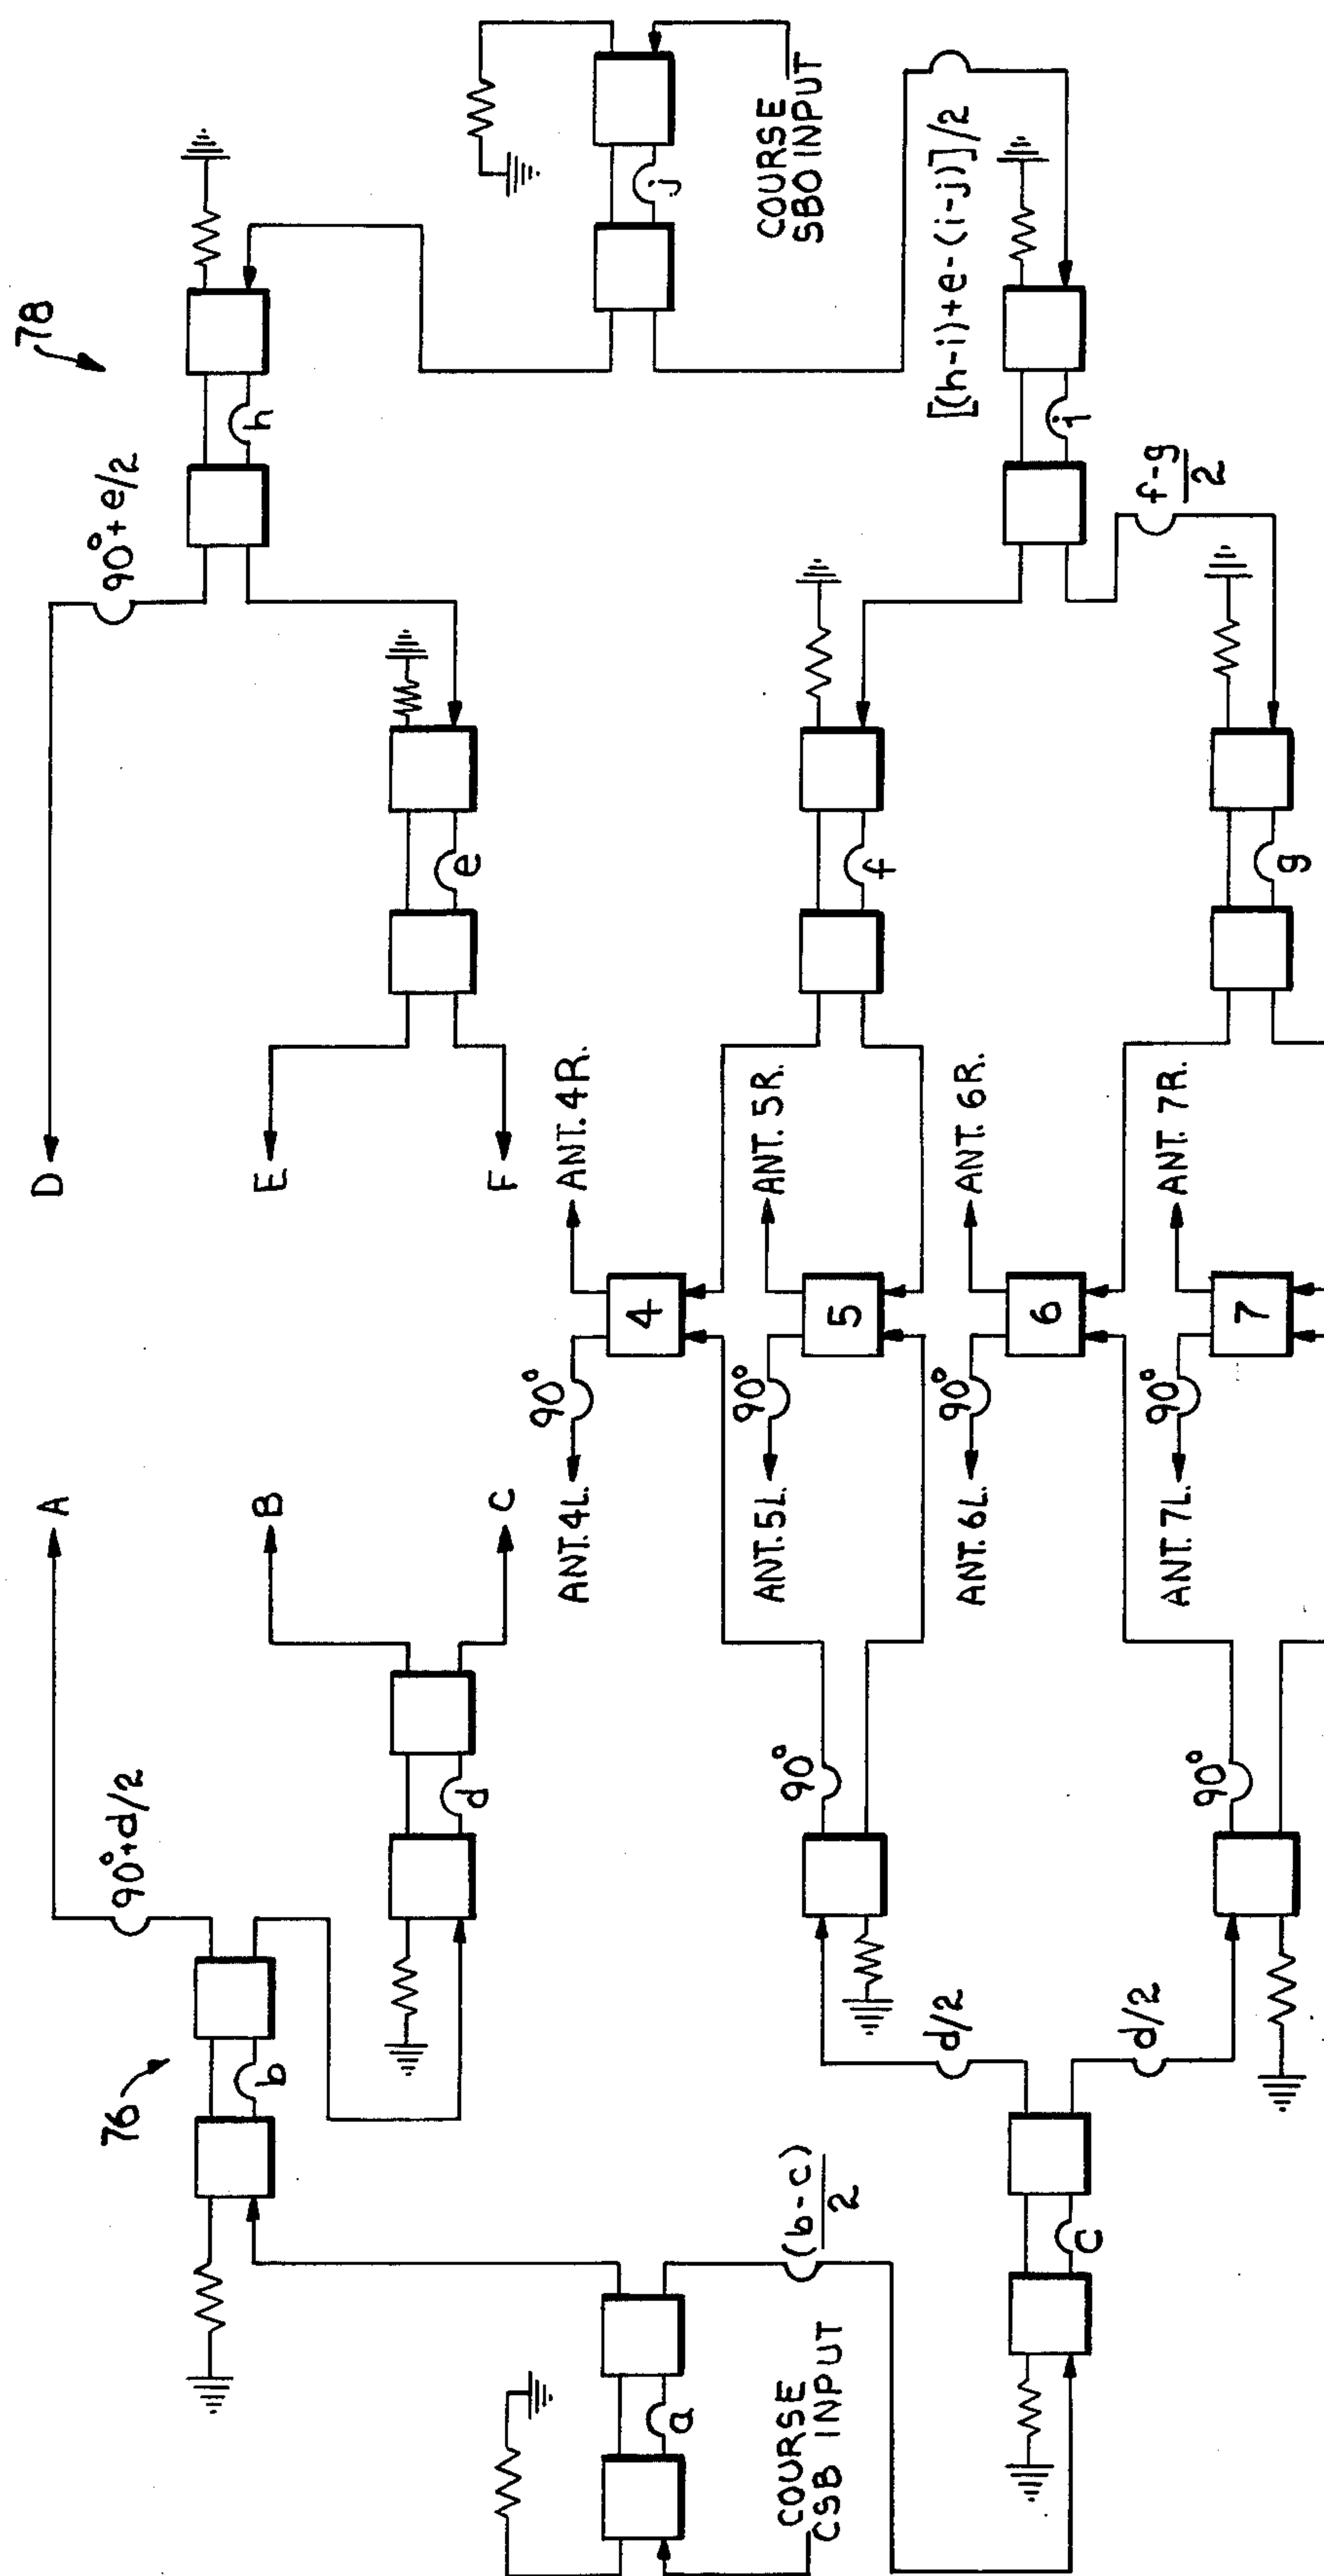 78
D
90°+e/2
h
E
F
e
j
COURSE
SBO INPUT
[(h-i)+e-(i-j)]/2
i
f-g
2
f
g
ANT. 4R.
ANT. 5R.
ANT. 6R.
ANT. 7R.
4
5
6
7
90°
90°
90°
90°
ANT. 4L.
ANT. 5L.
ANT. 6L.
ANT. 7L.
A
B
C
90°+d/2
d
76
b
90°
90°
d/2
d/2
(b-c)
2
a
COURSE
CSB INPUT
c